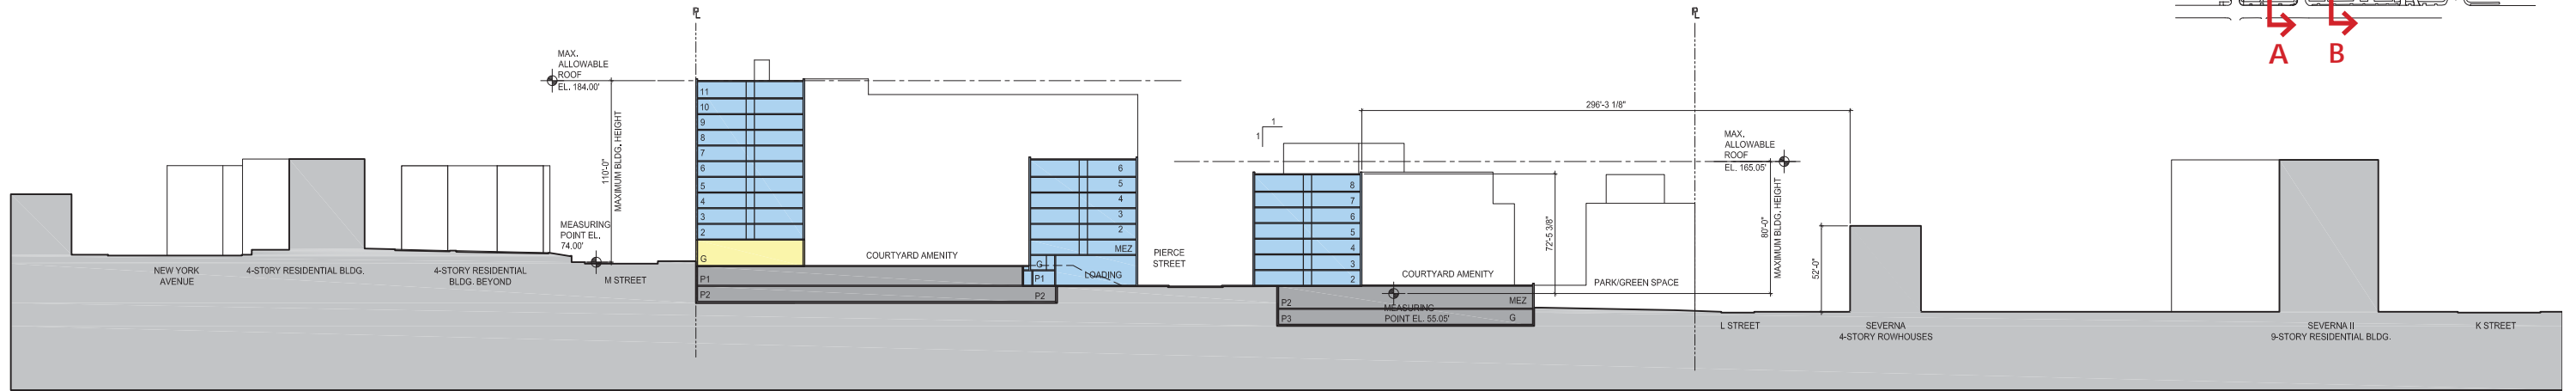 A
B
PL
PL
MAX.
ALLOWABLE
ROOF
EL. 184.00'
110'-0"
MAXIMUM BLDG. HEIGHT
MEASURING
POINT EL.
74.00'
NEW YORK
AVENUE
4-STORY RESIDENTIAL BLDG.
4-STORY RESIDENTIAL
BLDG. BEYOND
M STREET
11
10
9
8
7
6
5
4
3
2
G
P1
P2
COURTYARD AMENITY
6
5
4
3
2
MEZ
G
P1
LOADING
P2
PIERCE
STREET
1
1
8
7
6
5
4
3
2
P2
P3
MEASURING
POINT EL. 55.05'
MEZ
G
COURTYARD AMENITY
72'-5 3/8"
296'-3 1/8"
MAX.
ALLOWABLE
ROOF
EL. 165.05'
80'-0"
MAXIMUM BLDG. HEIGHT
PARK/GREEN SPACE
52'-0"
L STREET
SEVERNA
4-STORY ROWHOUSES
SEVERNA II
9-STORY RESIDENTIAL BLDG.
K STREET